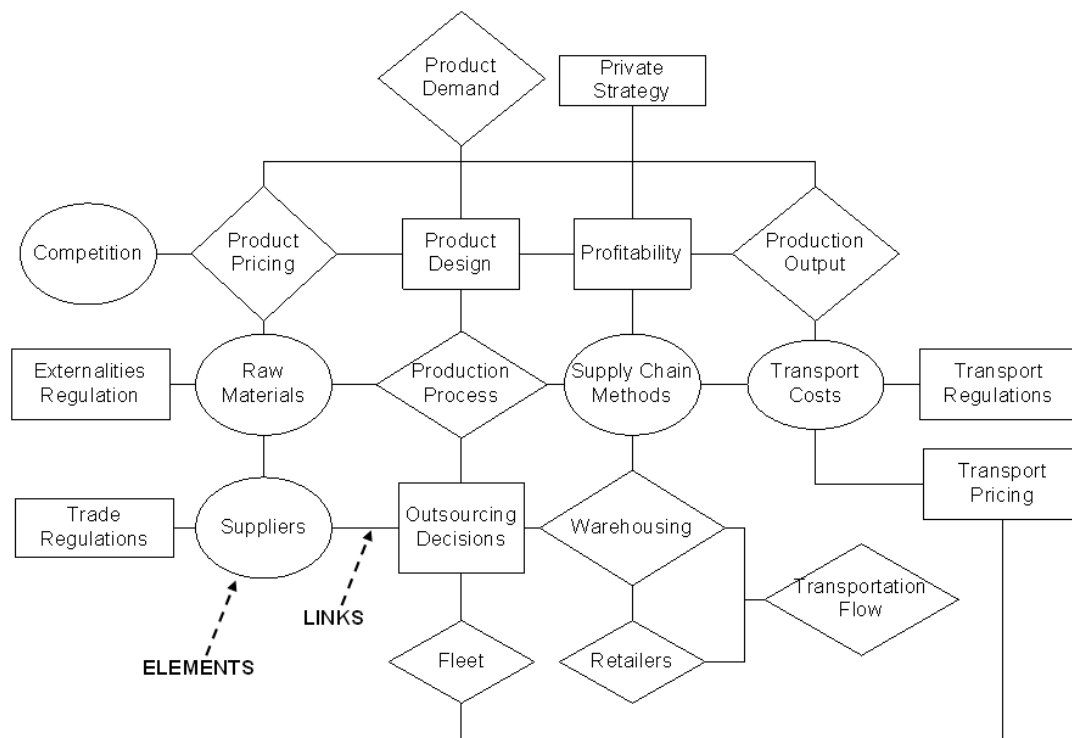 Product
Demand
Private
Strategy
Competition
Product
Pricing
Product
Design
Profitability
Production
Output
Externalities
Regulation
Raw
Materials
Production
Process
Supply Chain
Methods
Transport
Costs
Transport
Regulations
Transport
Pricing
Trade
Regulations
Suppliers
Outsourcing
Decisions
Warehousing
Transportation
Flow
LINKS
ELEMENTS
Fleet
Retailers